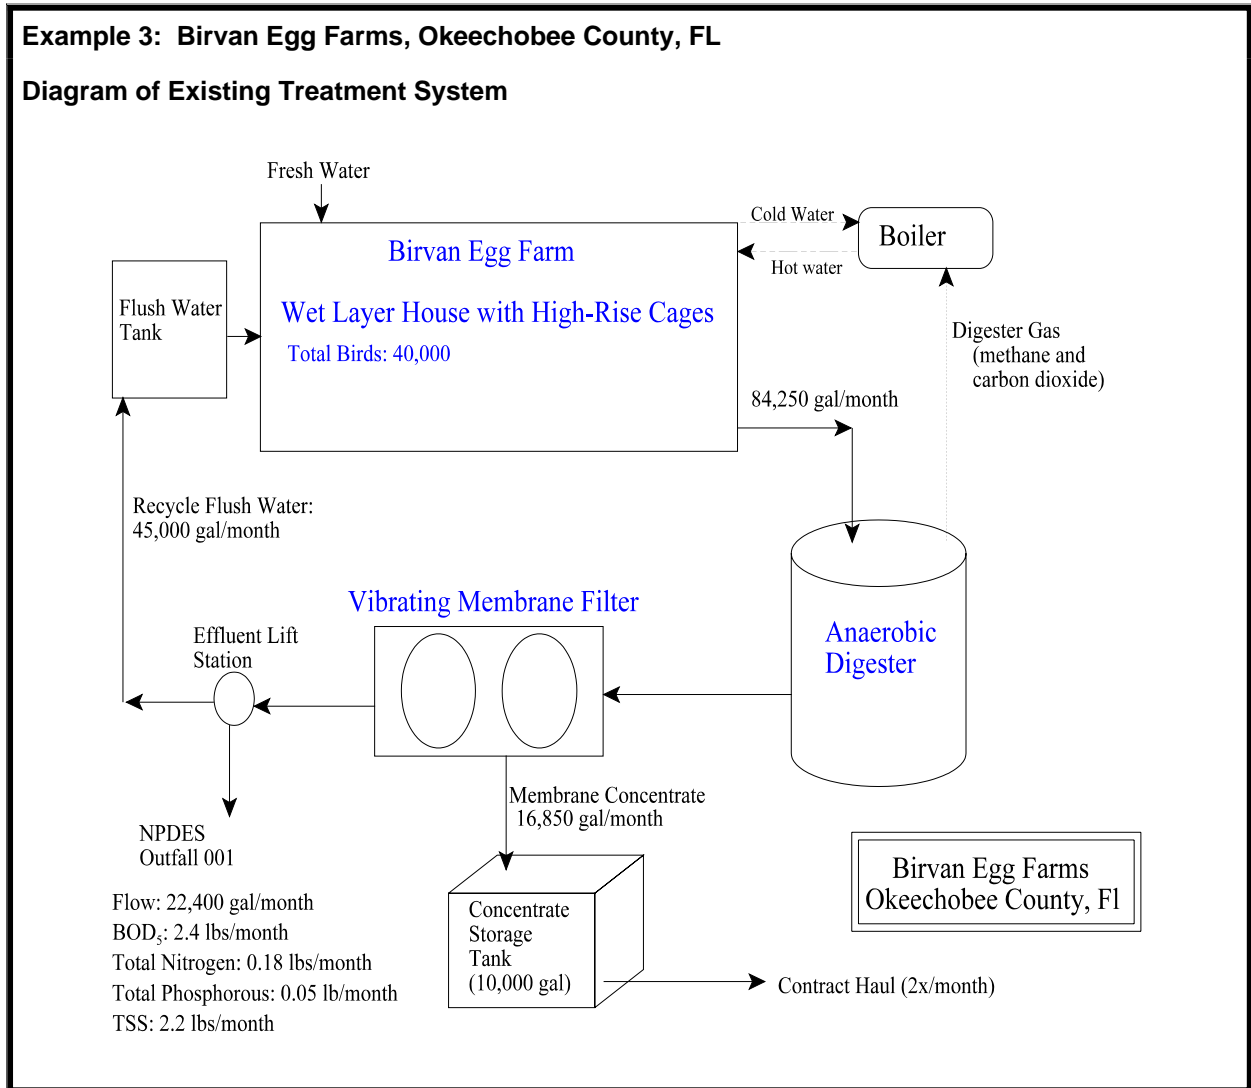 Example 3: Birvan Egg Farms, Okeechobee County, FL
Diagram of Existing Treatment System
Fresh Water
Cold Water
Boiler
Hot water
Birvan Egg Farm
Wet Layer House with High-Rise Cages
Total Birds: 40,000
Flush Water
Tank
Digester Gas
(methane and
carbon dioxide)
84,250 gal/month
Recycle Flush Water:
45,000 gal/month
Vibrating Membrane Filter
Anaerobic
Digester
Effluent Lift
Station
Membrane Concentrate
16,850 gal/month
NPDES
Outfall 001
Flow: 22,400 gal/month
BOD₅: 2.4 lbs/month
Total Nitrogen: 0.18 lbs/month
Total Phosphorous: 0.05 lb/month
TSS: 2.2 lbs/month
Concentrate
Storage
Tank
(10,000 gal)
Contract Haul (2x/month)
Birvan Egg Farms
Okeechobee County, Fl